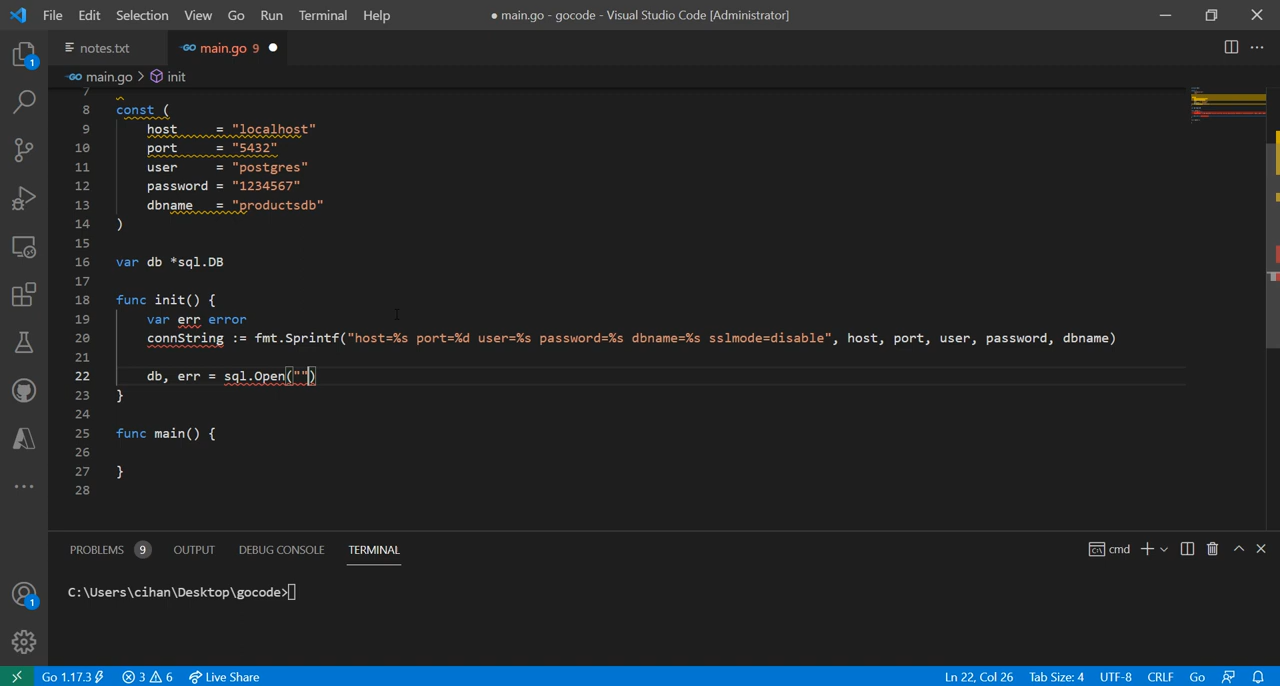 File Edit Selection View Go Run Terminal Help ● main.go - gocode - Visual Studio Code [Administrator]
notes.txt main.go 9
main.go > init
7
8 const (
9 host = "localhost"
10 port = "5432"
11 user = "postgres"
12 password = "1234567"
13 dbname = "productsdb"
14 )
15
16 var db *sql.DB
17
18 func init() {
19 var err error
20 connString := fmt.Sprintf("host=%s port=%d user=%s password=%s dbname=%s sslmode=disable", host, port, user, password, dbname)
21
22 db, err = sql.Open("")
23 }
24
25 func main() {
26
27 }
28
PROBLEMS 9 OUTPUT DEBUG CONSOLE TERMINAL cmd
C:\Users\cihan\Desktop\gocode>
1
1
Go 1.17.3 3 6 Live Share Ln 22, Col 26 Tab Size: 4 UTF-8 CRLF Go